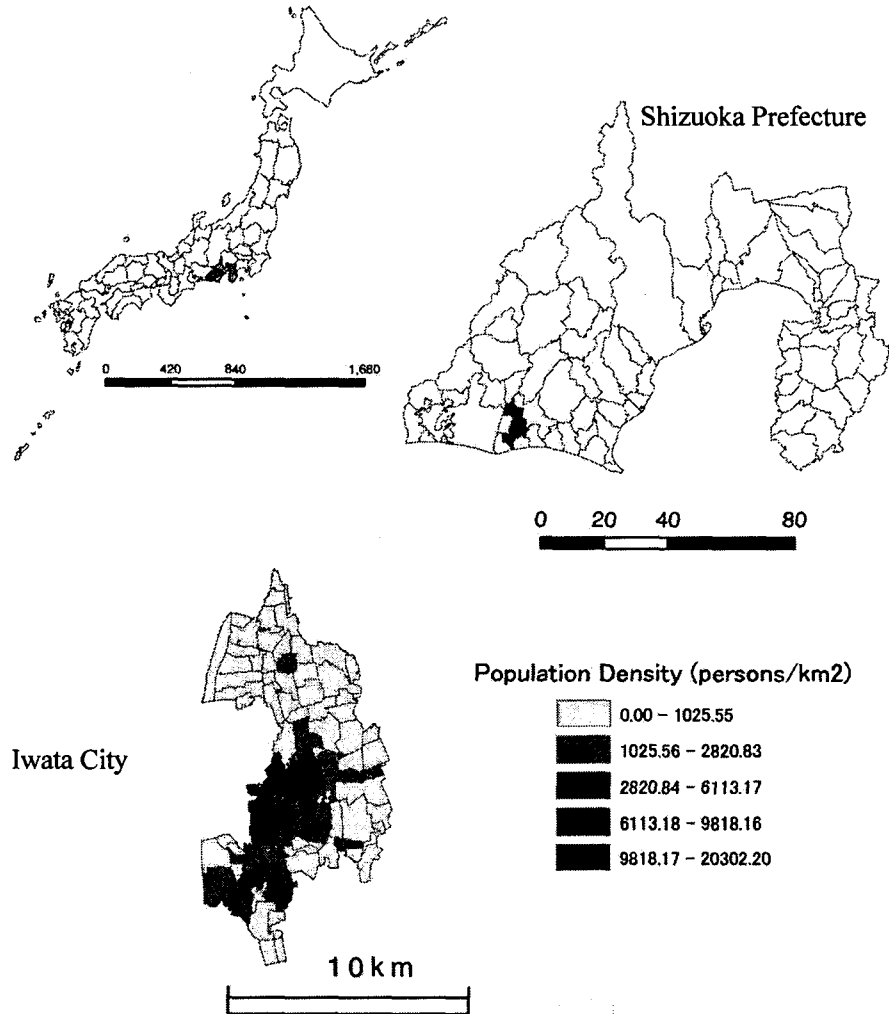 Shizuoka Prefecture
0 420 840 1,680
0 20 40 80
Iwata City
Population Density (persons/km2)
0.00 - 1025.55
1025.56 - 2820.83
2820.84 - 6113.17
6113.18 - 9818.16
9818.17 - 20302.20
10km